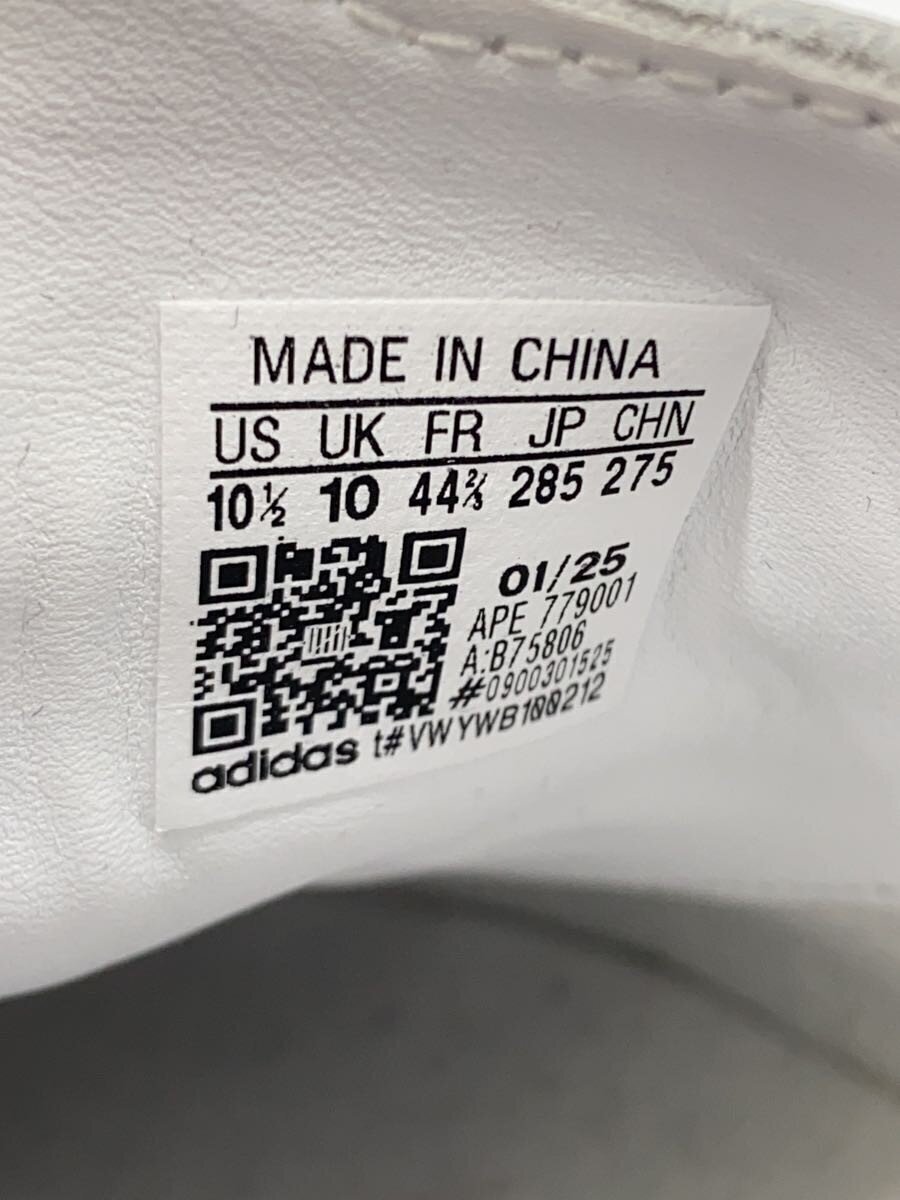 MADE IN CHINA
US UK FR JP CHN
10½ 10 44⅔ 285 275
01/25
APE 779001
A:B75806
#0900301525
adidas t#VWYWB100212